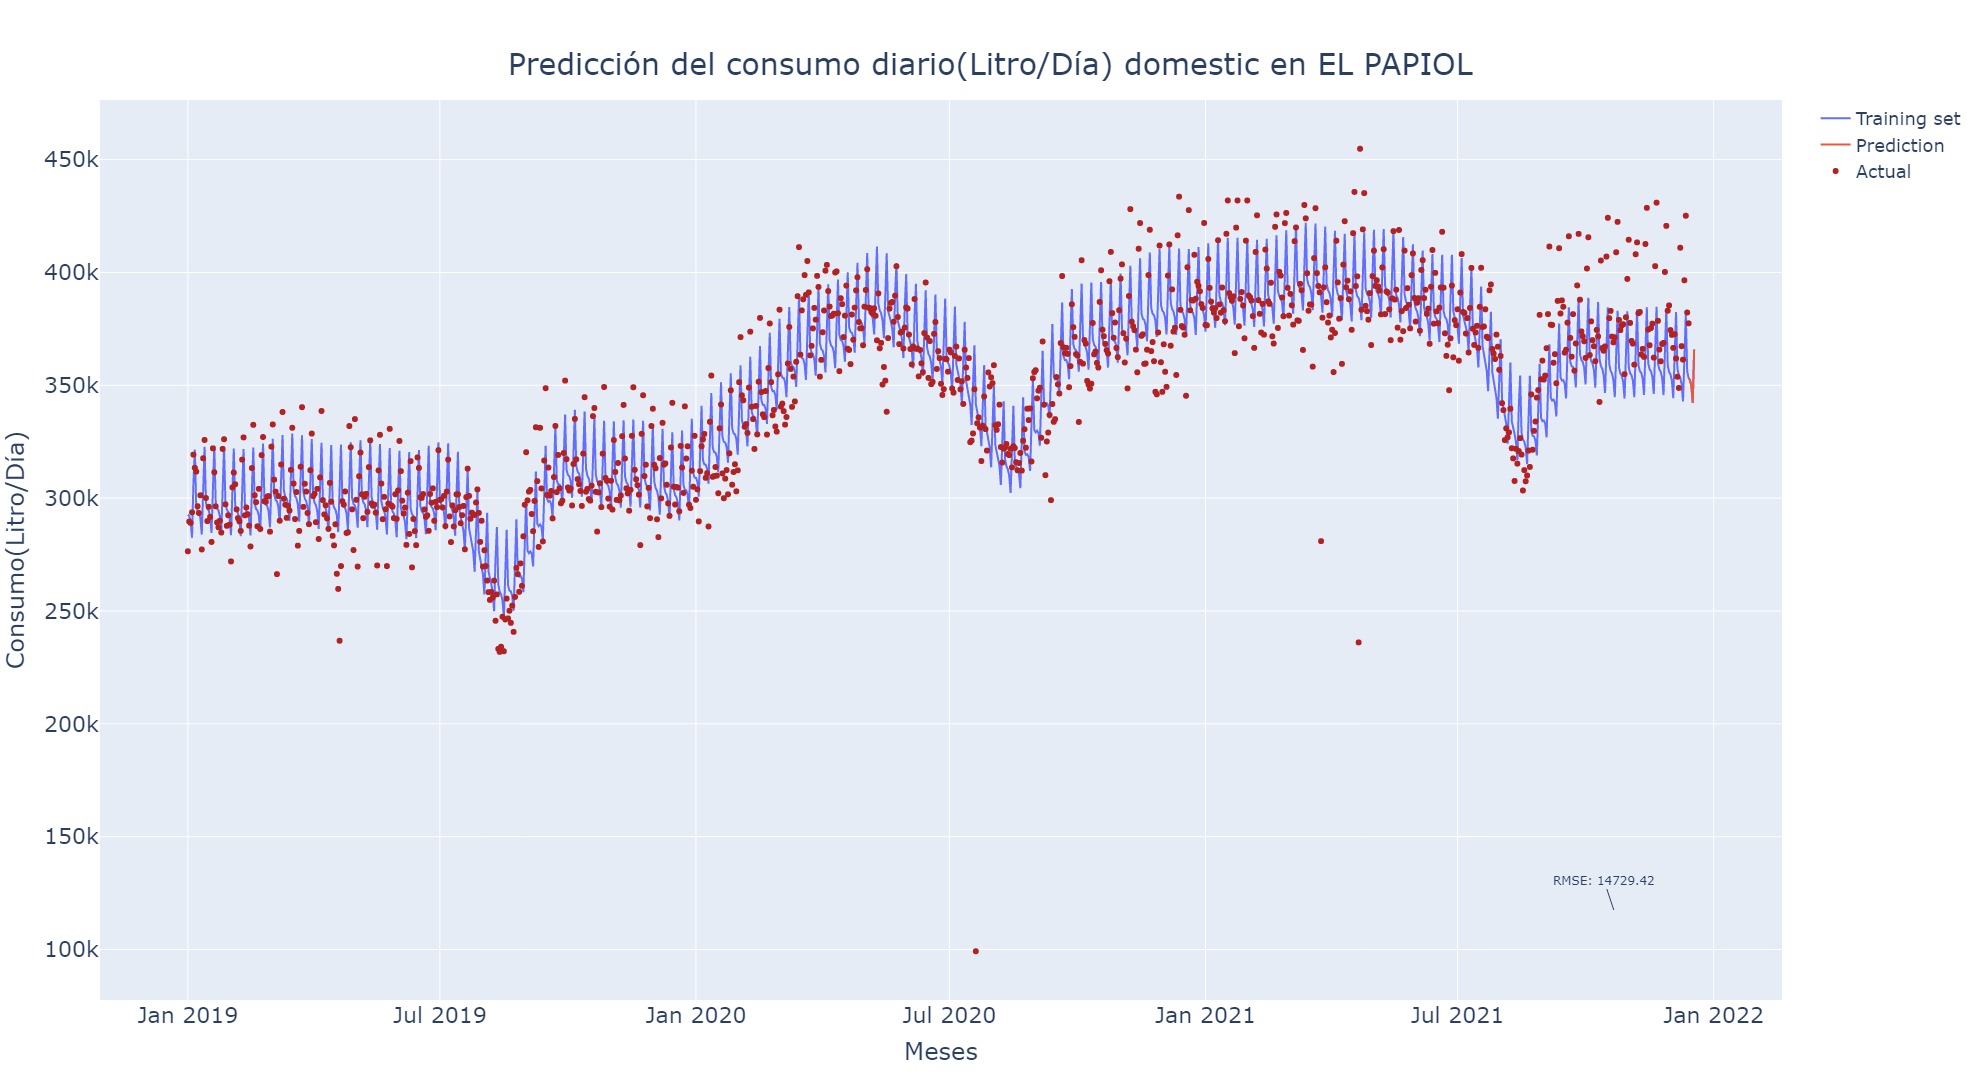 Predicción del consumo diario(Litro/Día) domestic en EL PAPIOL
Training set
Prediction
Actual
Consumo(Litro/Día)
450k
400k
350k
300k
250k
200k
150k
100k
RMSE: 14729.42
Jan 2019
Jul 2019
Jan 2020
Jul 2020
Jan 2021
Jul 2021
Jan 2022
Meses